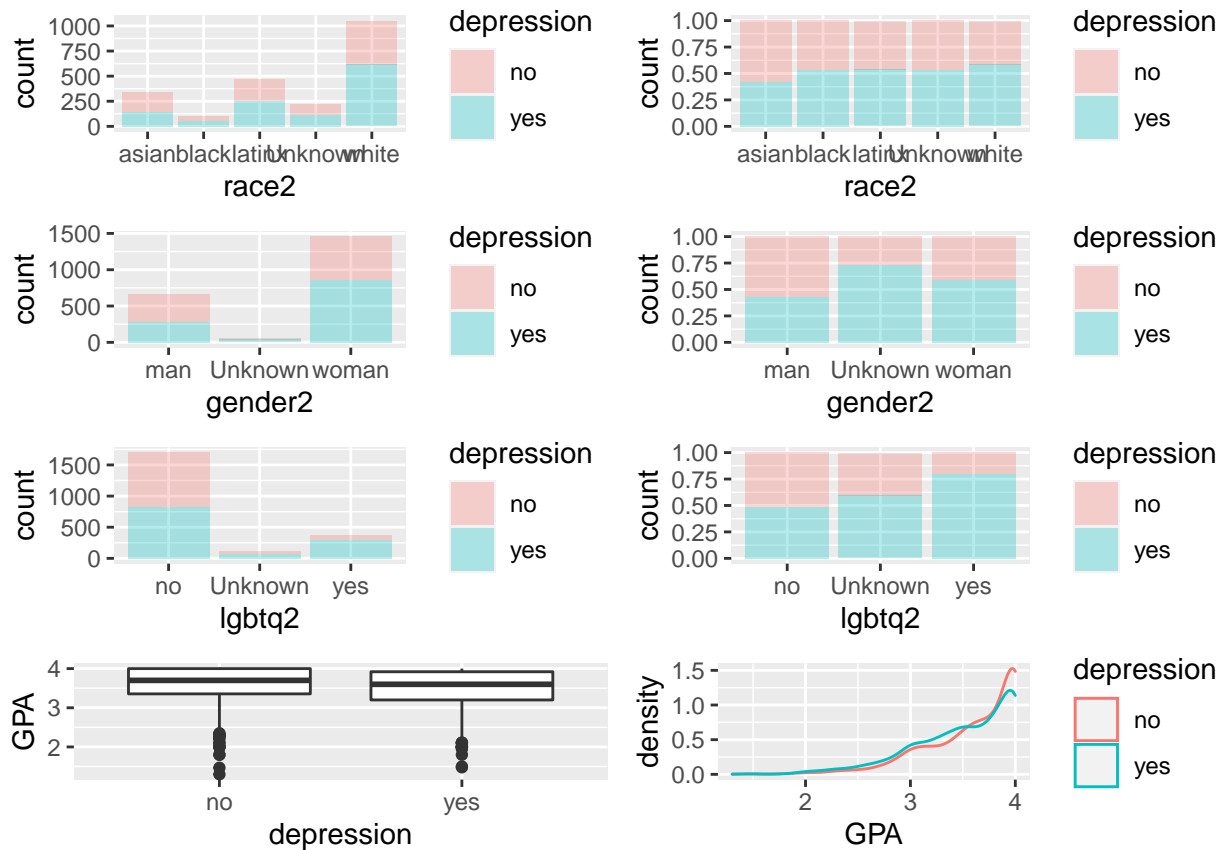 depression
no
yes
count
1000
750
500
250
0
asian black latinx Unknown white
race2
depression
no
yes
count
1.00
0.75
0.50
0.25
0.00
asian black latinx Unknown white
race2
depression
no
yes
count
1500
1000
500
0
man Unknown woman
gender2
depression
no
yes
count
1.00
0.75
0.50
0.25
0.00
man Unknown woman
gender2
depression
no
yes
count
1500
1000
500
0
no Unknown yes
lgbtq2
depression
no
yes
count
1.00
0.75
0.50
0.25
0.00
no Unknown yes
lgbtq2
GPA
4
3
2
no yes
depression
density
1.5
1.0
0.5
0.0
2 3 4
GPA
depression
no
yes